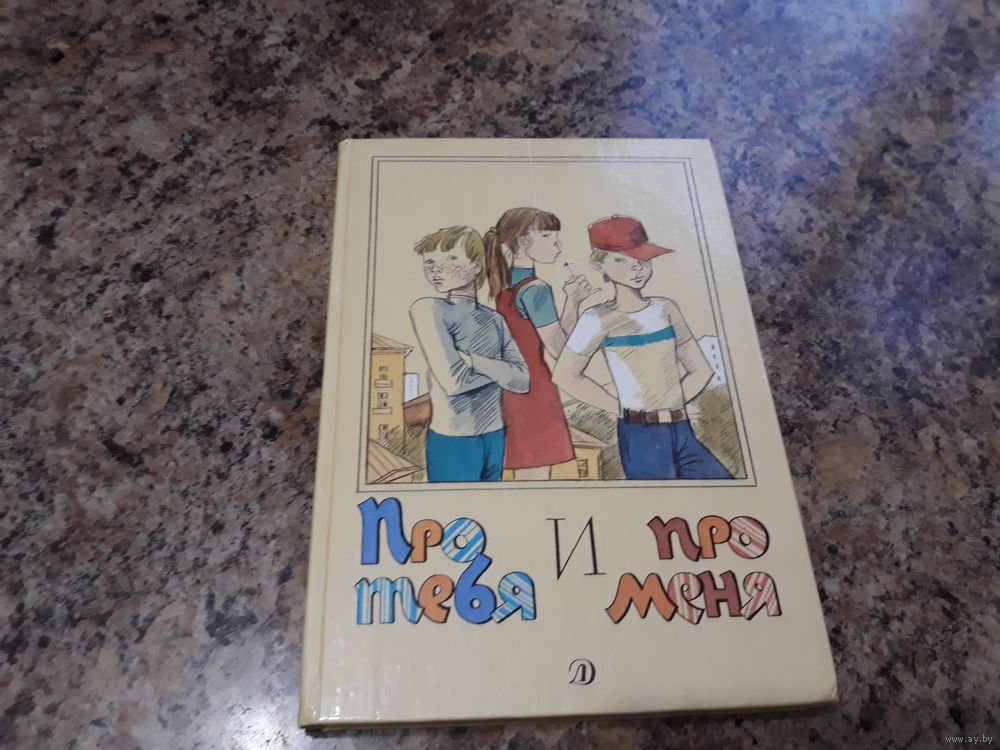 Про и про
тебя меня
Д
www.ay.by